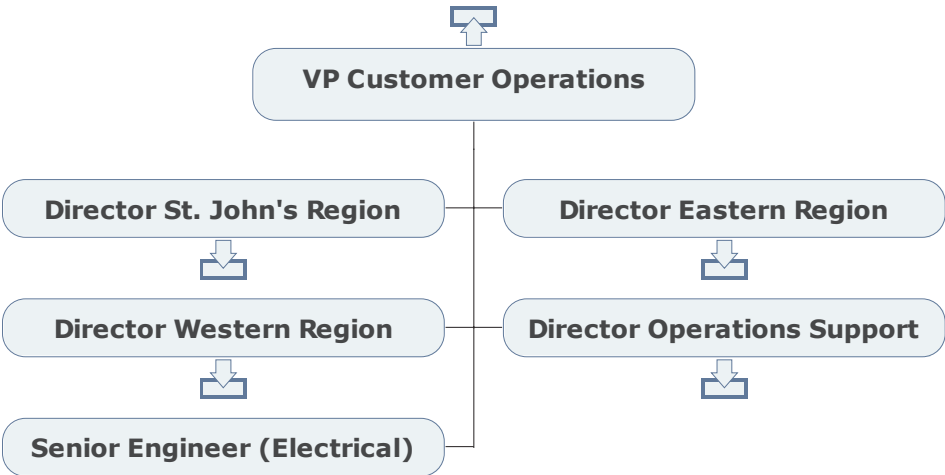 VP Customer Operations
Director St. John's Region
Director Eastern Region
Director Western Region
Director Operations Support
Senior Engineer (Electrical)